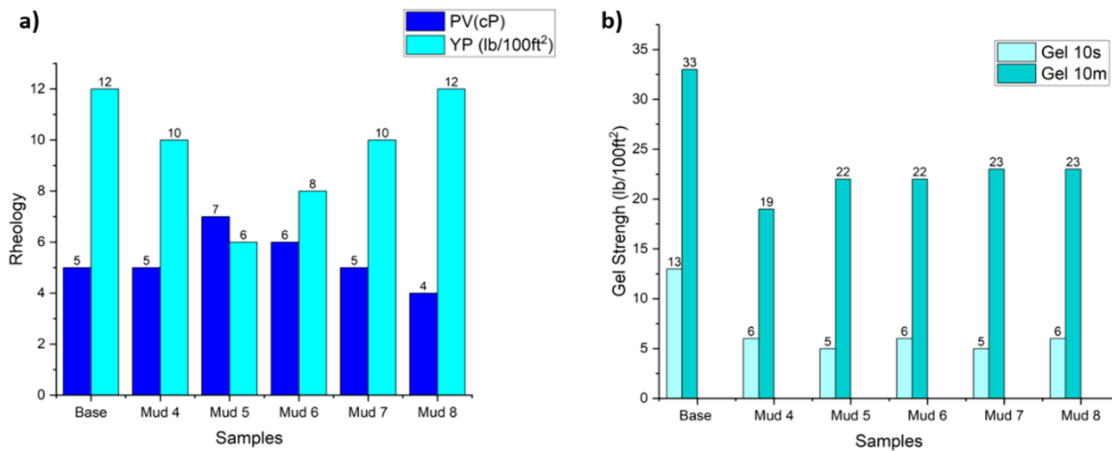 a)
PV(cP)
YP (lb/100ft²)
Rheology
12
10
8
6
4
2
0
5 12
5 10
7 6
6 8
5 10
4 12
Base Mud 4 Mud 5 Mud 6 Mud 7 Mud 8
Samples
b)
Gel 10s
Gel 10m
Gel Strengh (lb/100ft²)
35
30
25
20
15
10
5
0
13 33
6 19
5 22
6 22
5 23
6 23
Base Mud 4 Mud 5 Mud 6 Mud 7 Mud 8
Samples